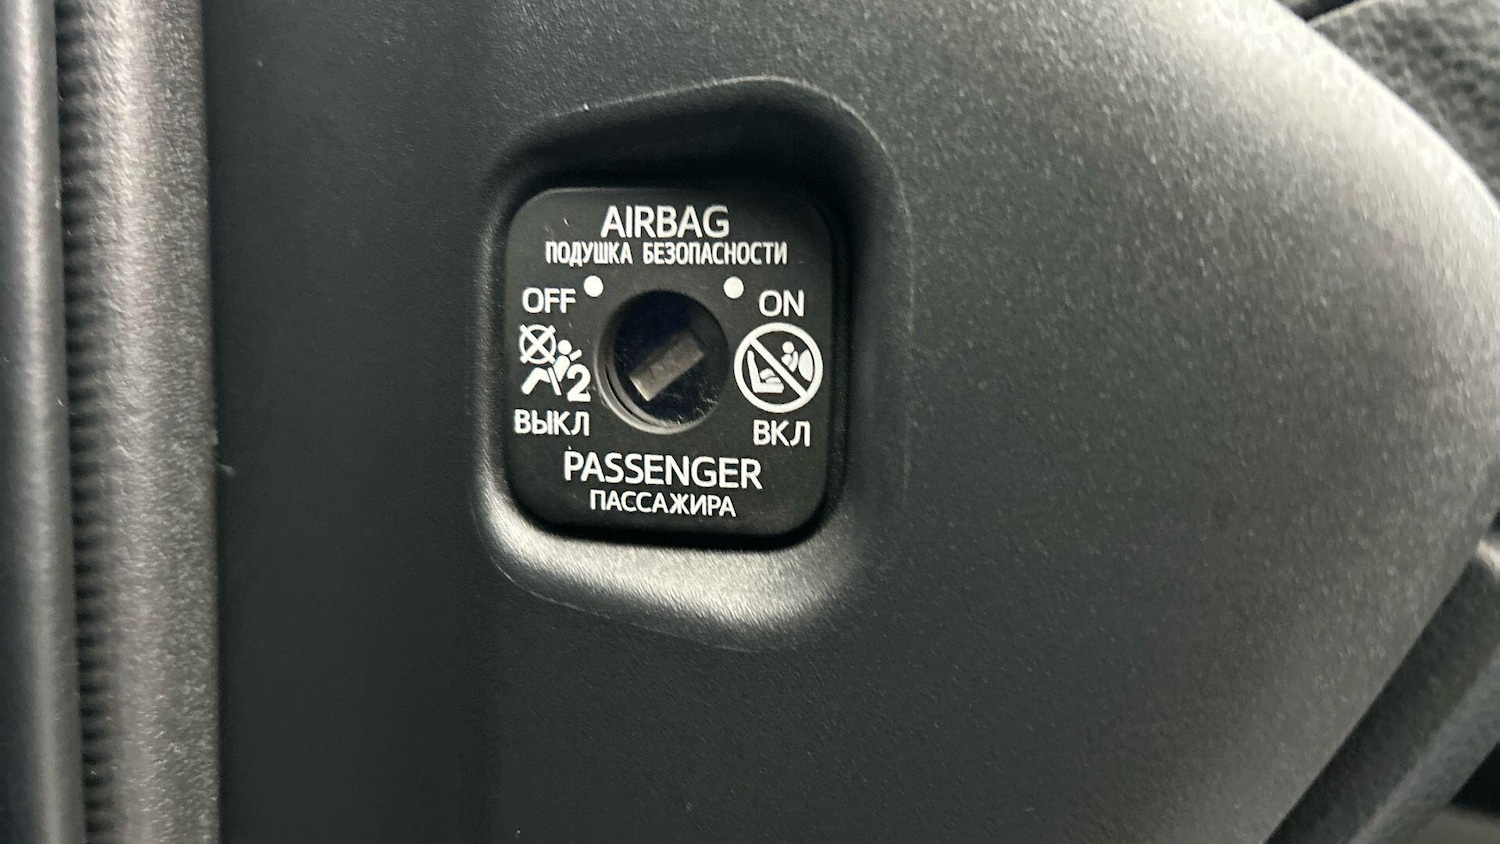 AIRBAG
ПОДУШКА БЕЗОПАСНОСТИ
OFF ON
2
ВЫКЛ ВКЛ
PASSENGER
ПАССАЖИРА